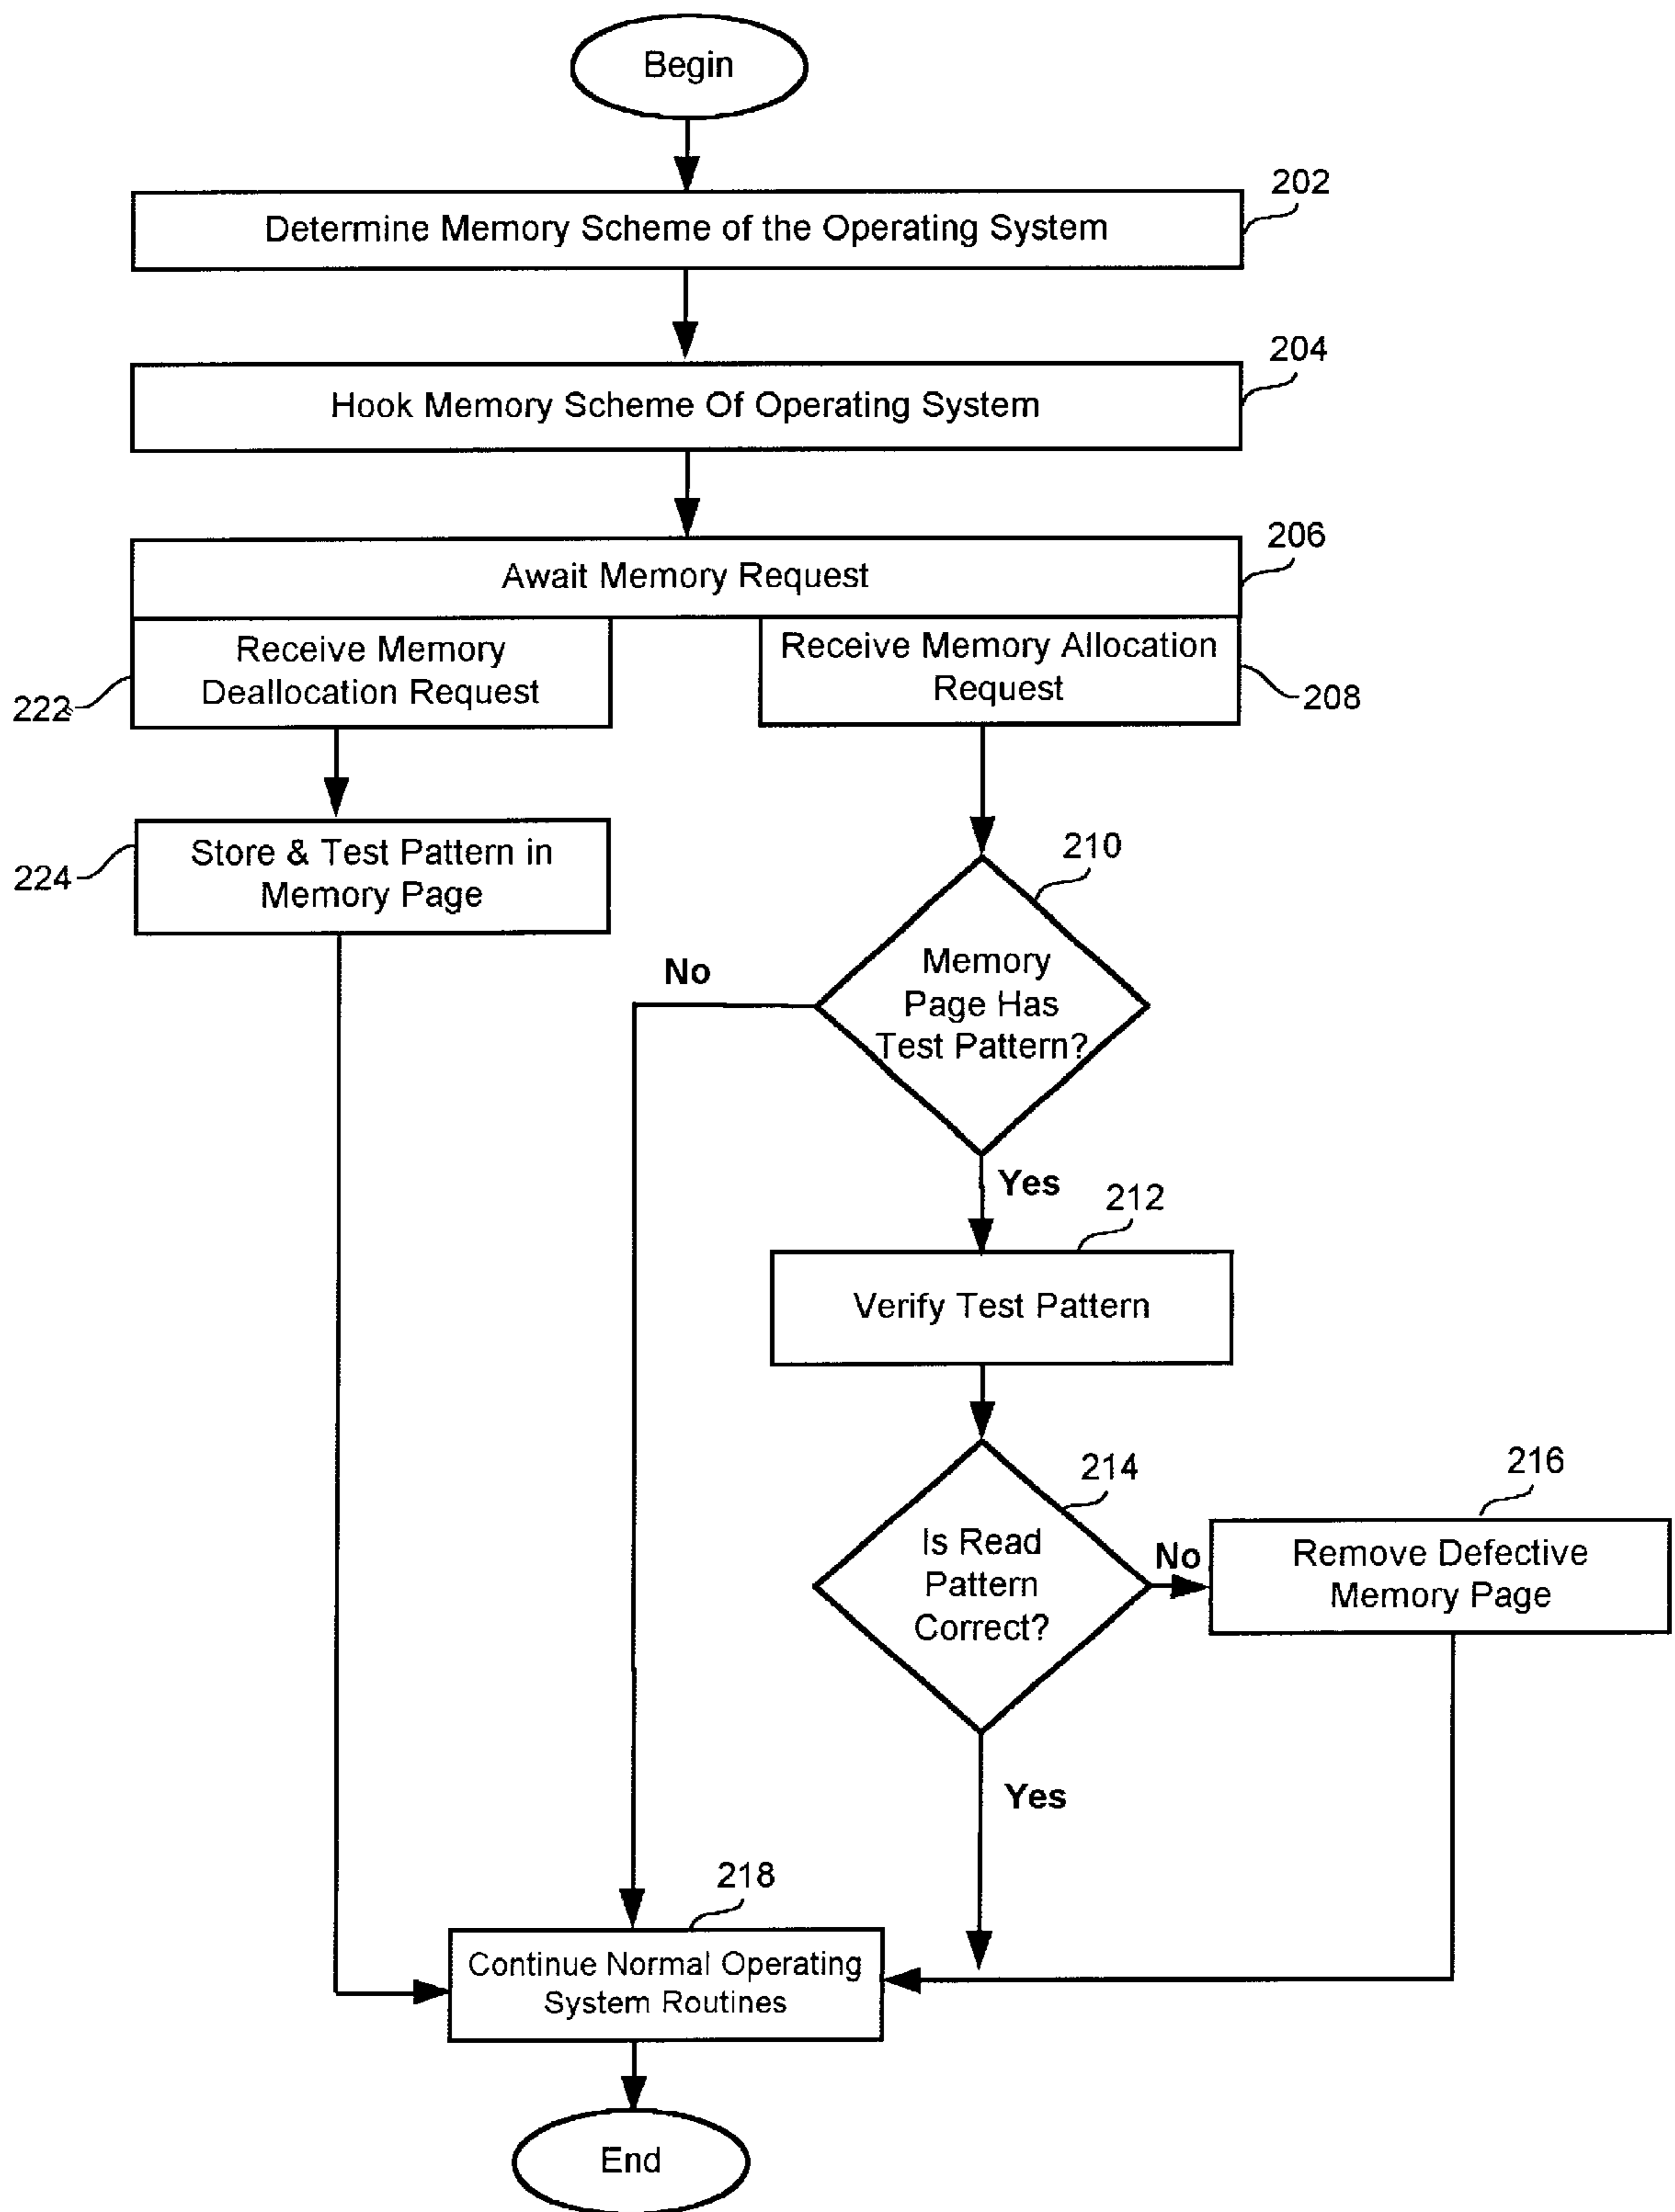 Begin
202
Determine Memory Scheme of the Operating System
204
Hook Memory Scheme Of Operating System
206
Await Memory Request
Receive Memory
Deallocation Request
222
Receive Memory Allocation
Request
208
Store & Test Pattern in
Memory Page
224
210
Memory
Page Has
Test Pattern?
No
Yes
212
Verify Test Pattern
214
Is Read
Pattern
Correct?
No
216
Remove Defective
Memory Page
Yes
218
Continue Normal Operating
System Routines
End